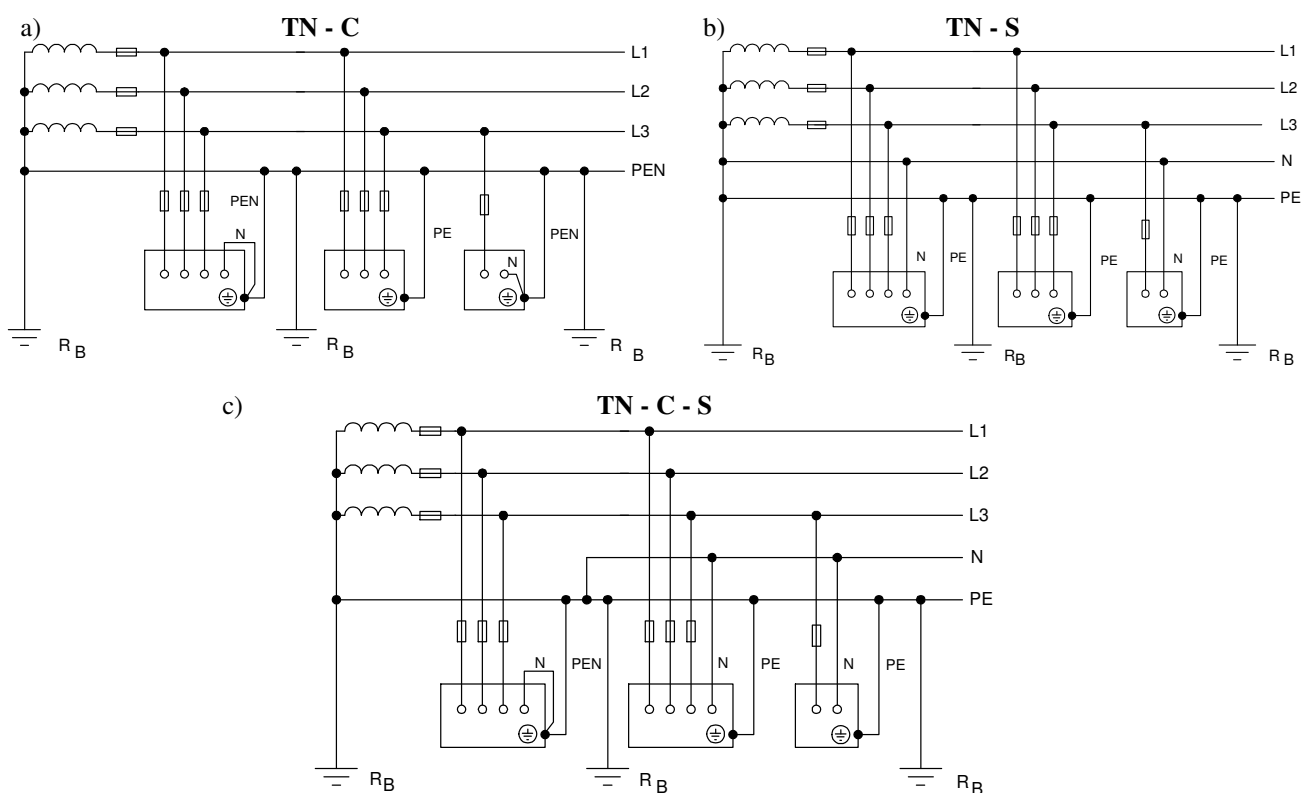 a) TN - C
L1
L2
L3
PEN
PEN
N
PE
N
PEN
R B
R B
R B
b) TN - S
L1
L2
L3
N
PE
N PE
PE
N PE
R B
R B
R B
c) TN - C - S
L1
L2
L3
N
PE
N PEN
N PE
N PE
R B
R B
R B